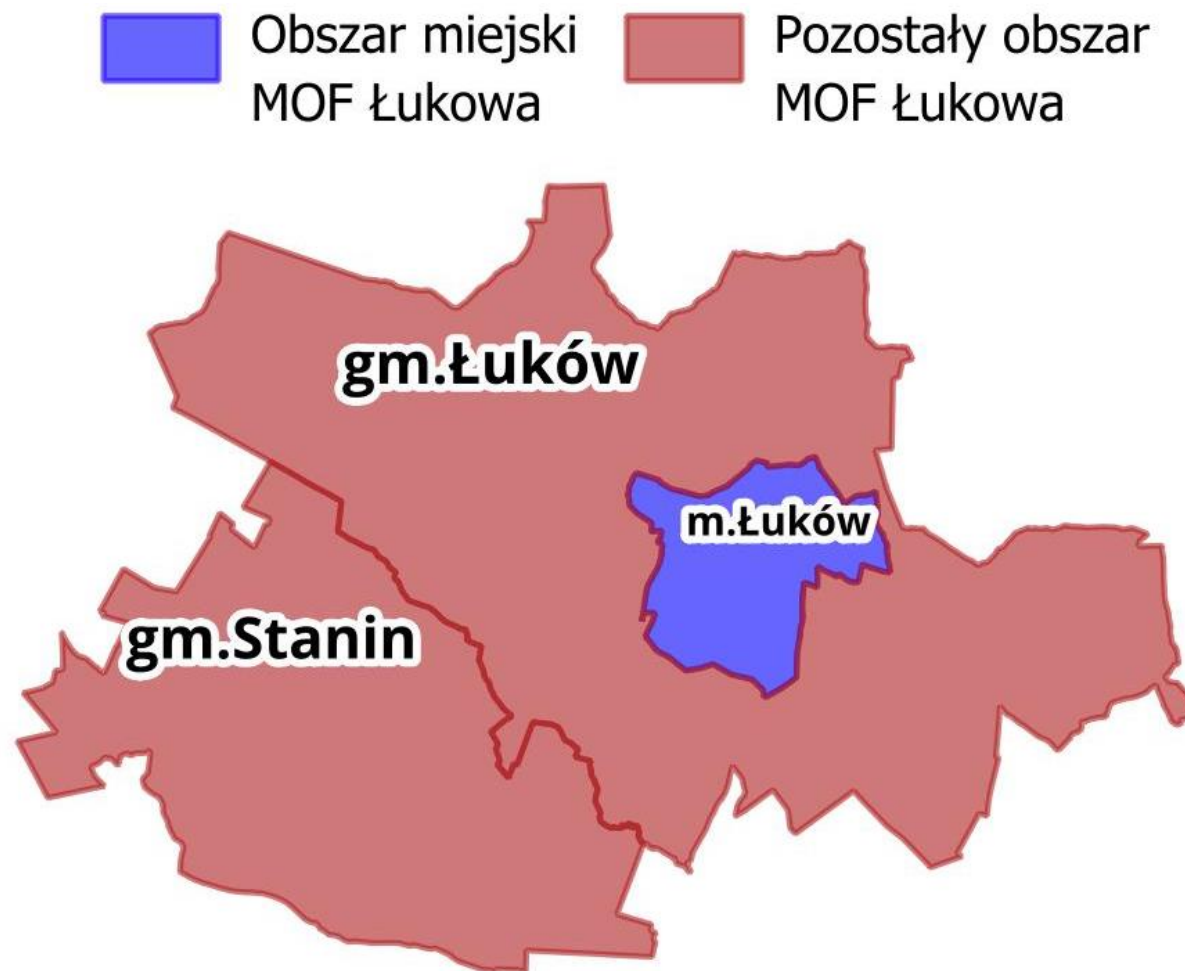 Obszar miejski
MOF Łukowa
Pozostały obszar
MOF Łukowa
gm.Łuków
m.Łuków
gm.Stanin